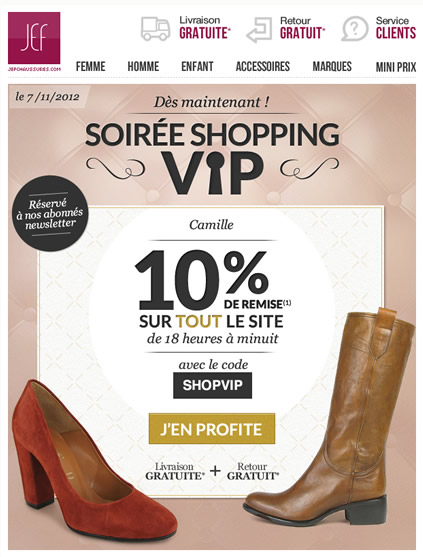 JEF
JEFCHAUSSURES.COM
Livraison
GRATUITE*
Retour
GRATUIT*
Service
CLIENTS
FEMME HOMME ENFANT ACCESSOIRES MARQUES MINI PRIX
le 7 /11/2012
Dès maintenant !
SOIRÉE SHOPPING
VIP
Réservé
à nos abonnés
newsletter
Camille
10%
DE REMISE(1)
SUR TOUT LE SITE
de 18 heures à minuit
avec le code
SHOPVIP
J'EN PROFITE
Livraison
GRATUITE*
+
Retour
GRATUIT*